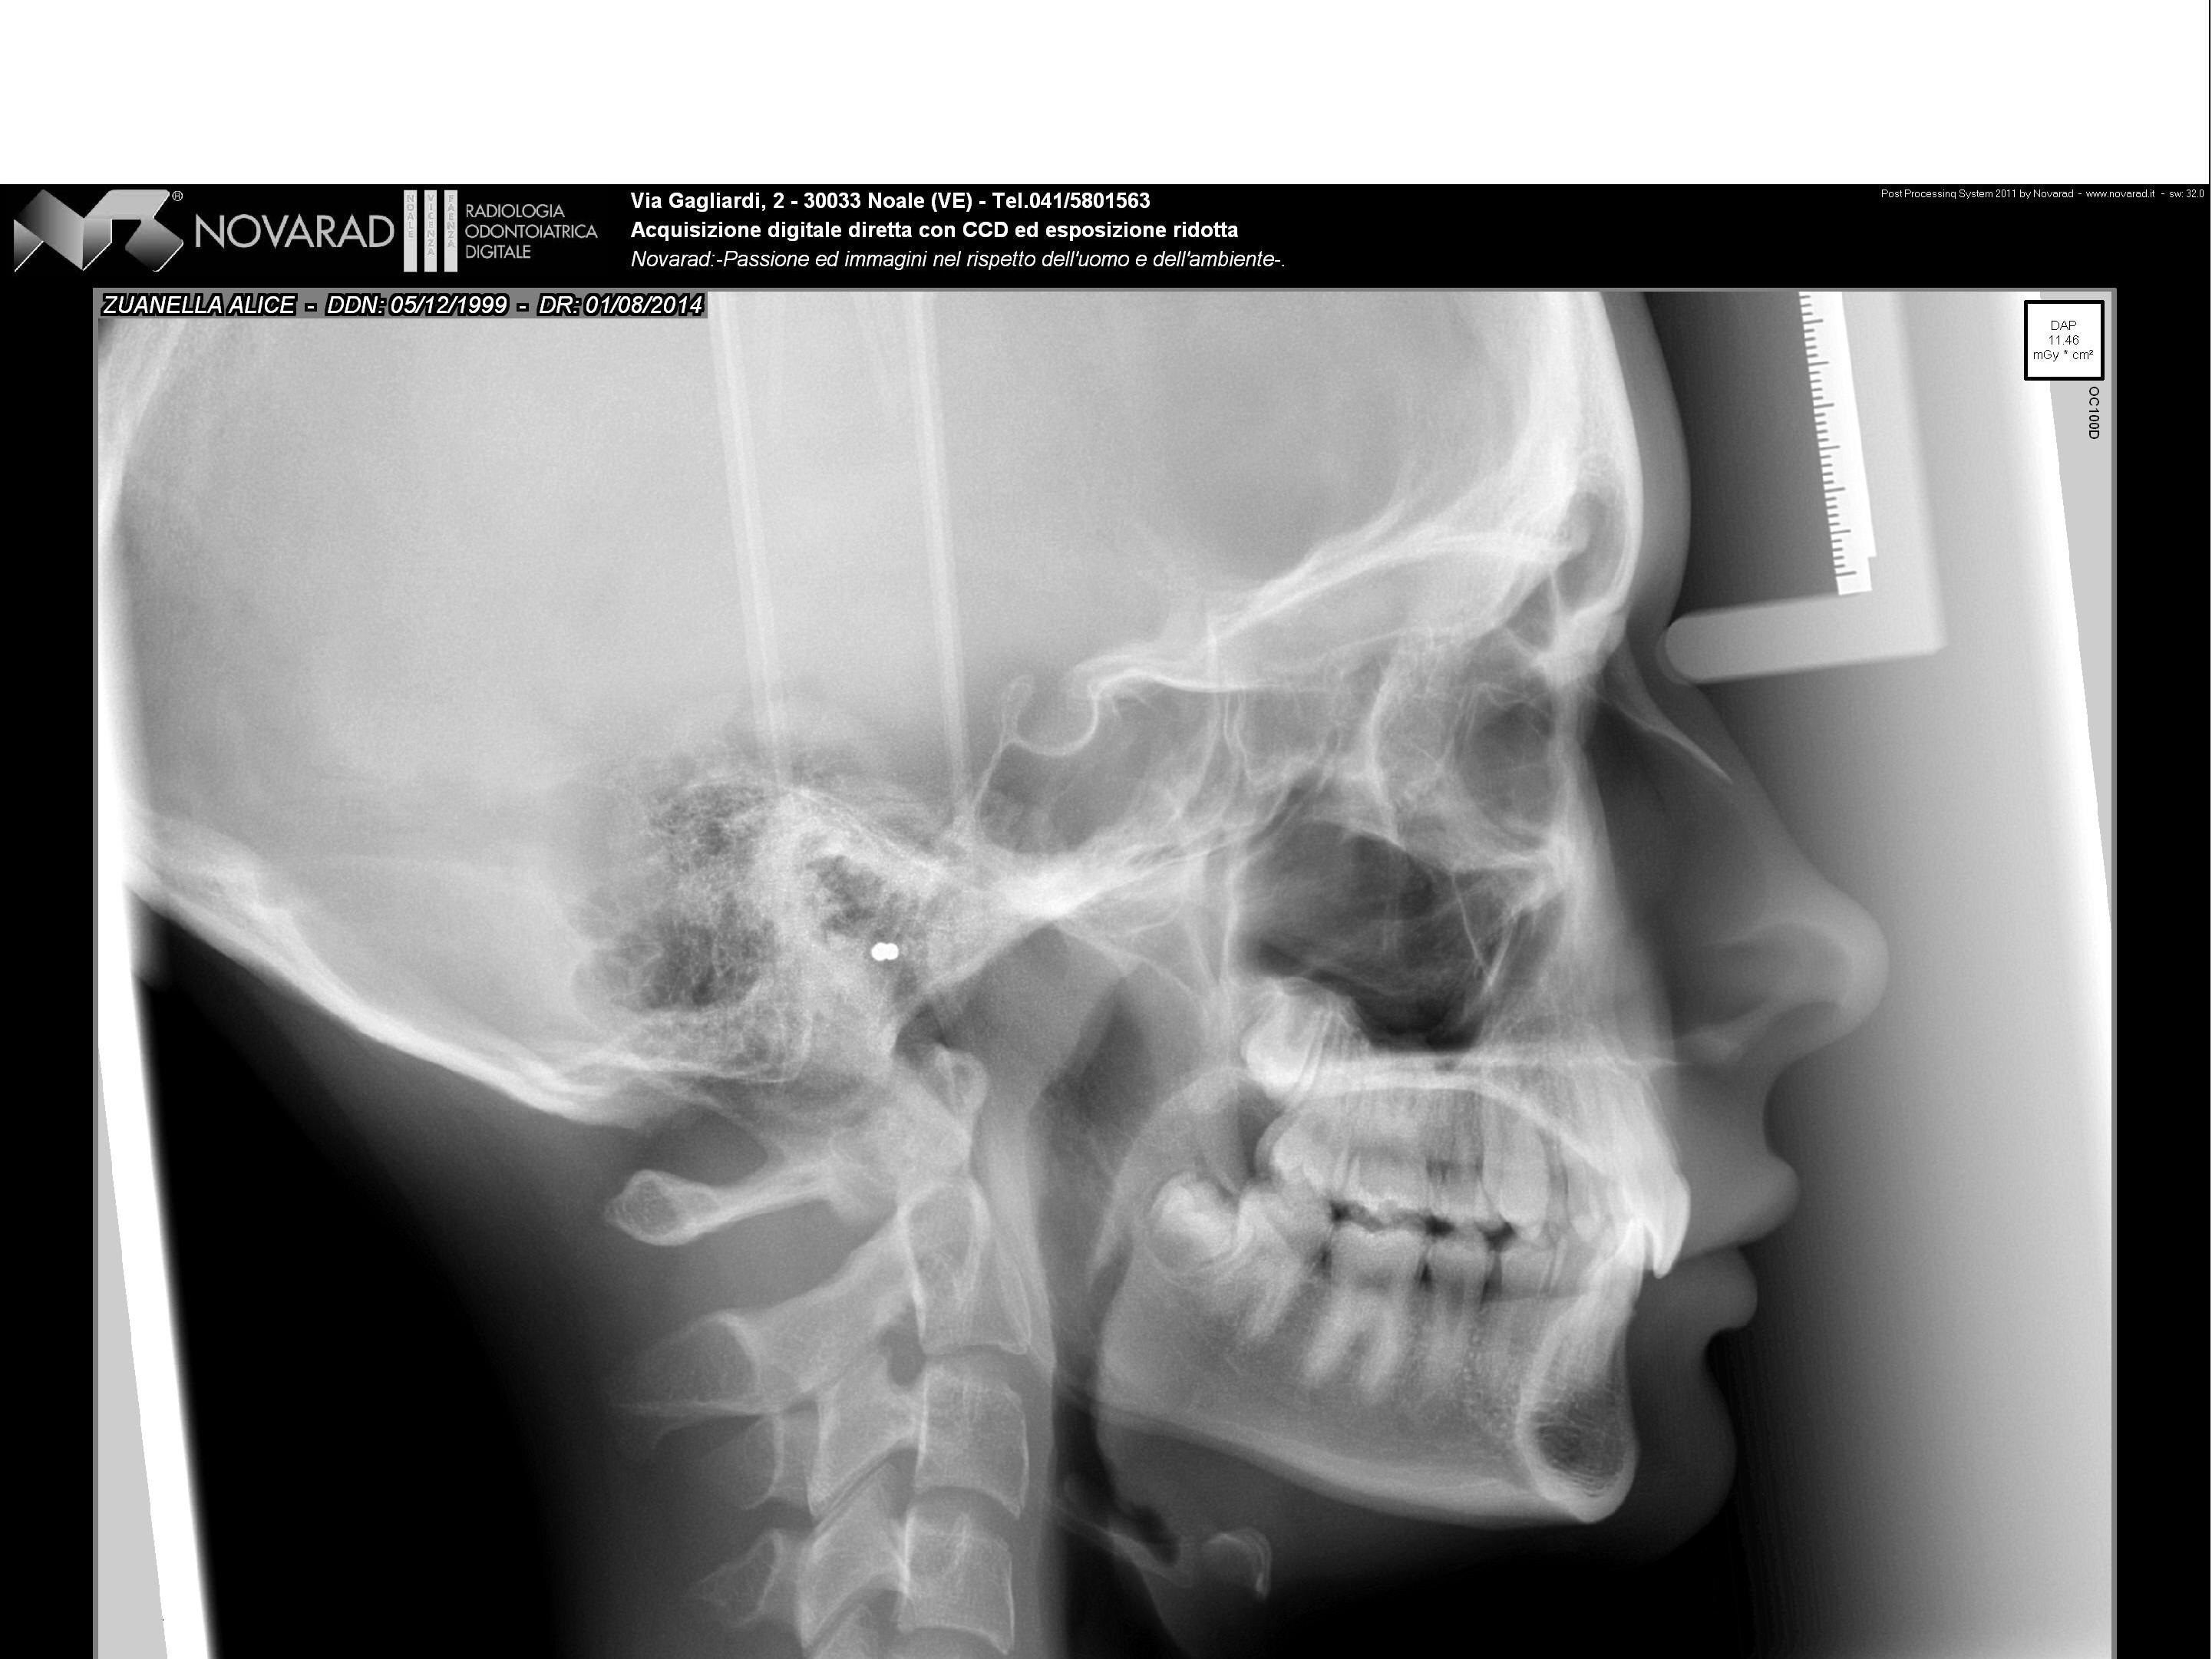 NOVARAD
NOALE
VICENZA
FAENZA
RADIOLOGIA
ODONTOIATRICA
DIGITALE
Via Gagliardi, 2 - 30033 Noale (VE) - Tel.041/5801563
Acquisizione digitale diretta con CCD ed esposizione ridotta
Novarad:-Passione ed immagini nel rispetto dell'uomo e dell'ambiente-.
Post Processing System 2011 by Novarad - www.novarad.it - sw: 32.0
ZUANELLA ALICE - DDN: 05/12/1999 - DR: 01/08/2014
DAP
11.46
mGy * cm²
OC100D